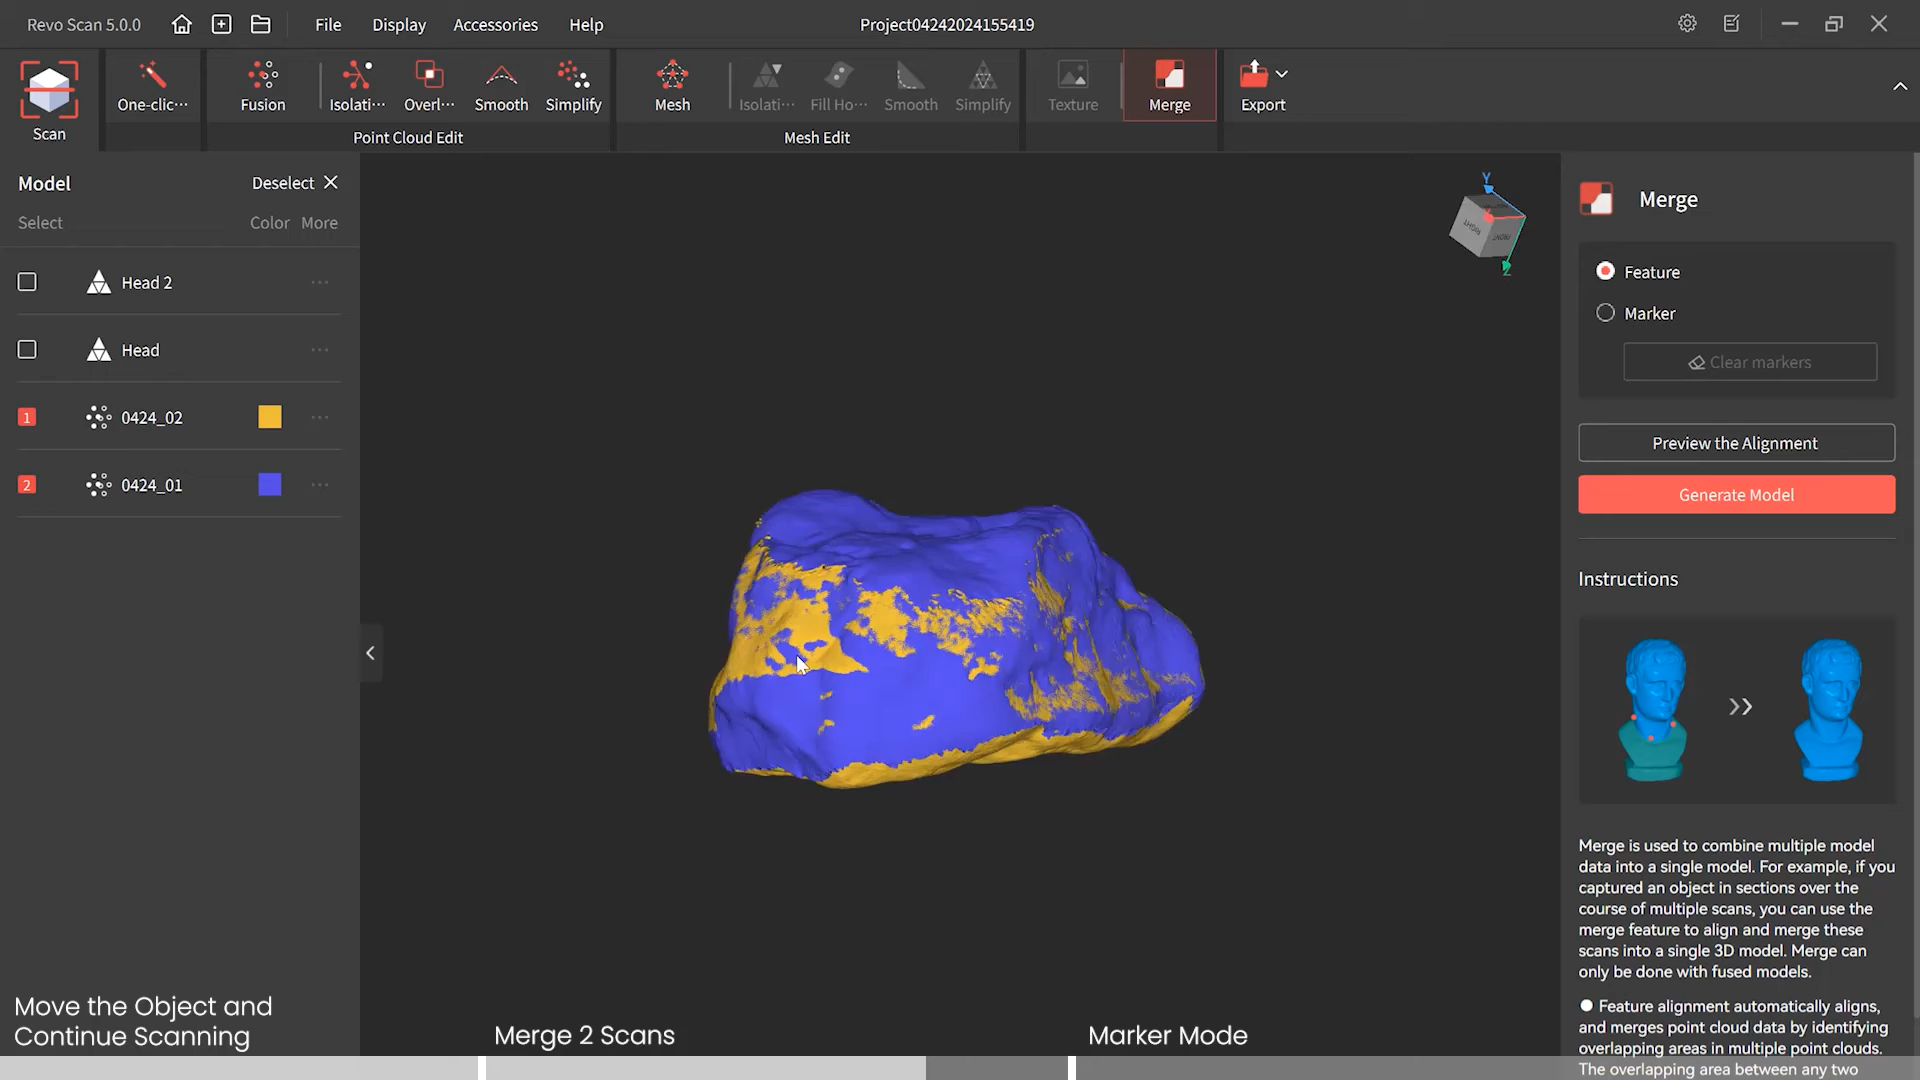 Revo Scan 5.0.0
File
Display
Accessories
Help
Project04242024155419
Scan
One-clic···
Fusion
Isolati···
Overl···
Smooth
Simplify
Point Cloud Edit
Mesh
Isolati···
Fill Ho···
Smooth
Simplify
Mesh Edit
Texture
Merge
Export
Model
Deselect
Select
Color
More
Head 2
Head
1
0424_02
2
0424_01
Y
Z
RIGHT
FRONT
Merge
Feature
Marker
Clear markers
Preview the Alignment
Generate Model
Instructions
Merge is used to combine multiple model
data into a single model. For example, if you
captured an object in sections over the
course of multiple scans, you can use the
merge feature to align and merge these
scans into a single 3D model. Merge can
only be done with fused models.
Feature alignment automatically aligns,
and merges point cloud data by identifying
overlapping areas in multiple point clouds.
The overlapping area between any two
Move the Object and
Continue Scanning
Merge 2 Scans
Marker Mode